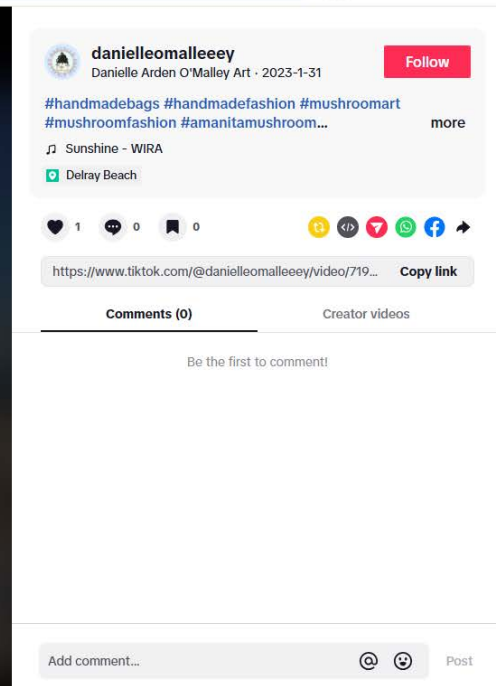 danielleomalleeey
Danielle Arden O'Malley Art · 2023-1-31
Follow
#handmadebags #handmadefashion #mushroomart
#mushroomfashion #amanitamushroom...
more
Sunshine - WIRA
Delray Beach
1
0
0
https://www.tiktok.com/@danielleomalleeey/video/719...
Copy link
Comments (0)
Creator videos
Be the first to comment!
Add comment...
Post